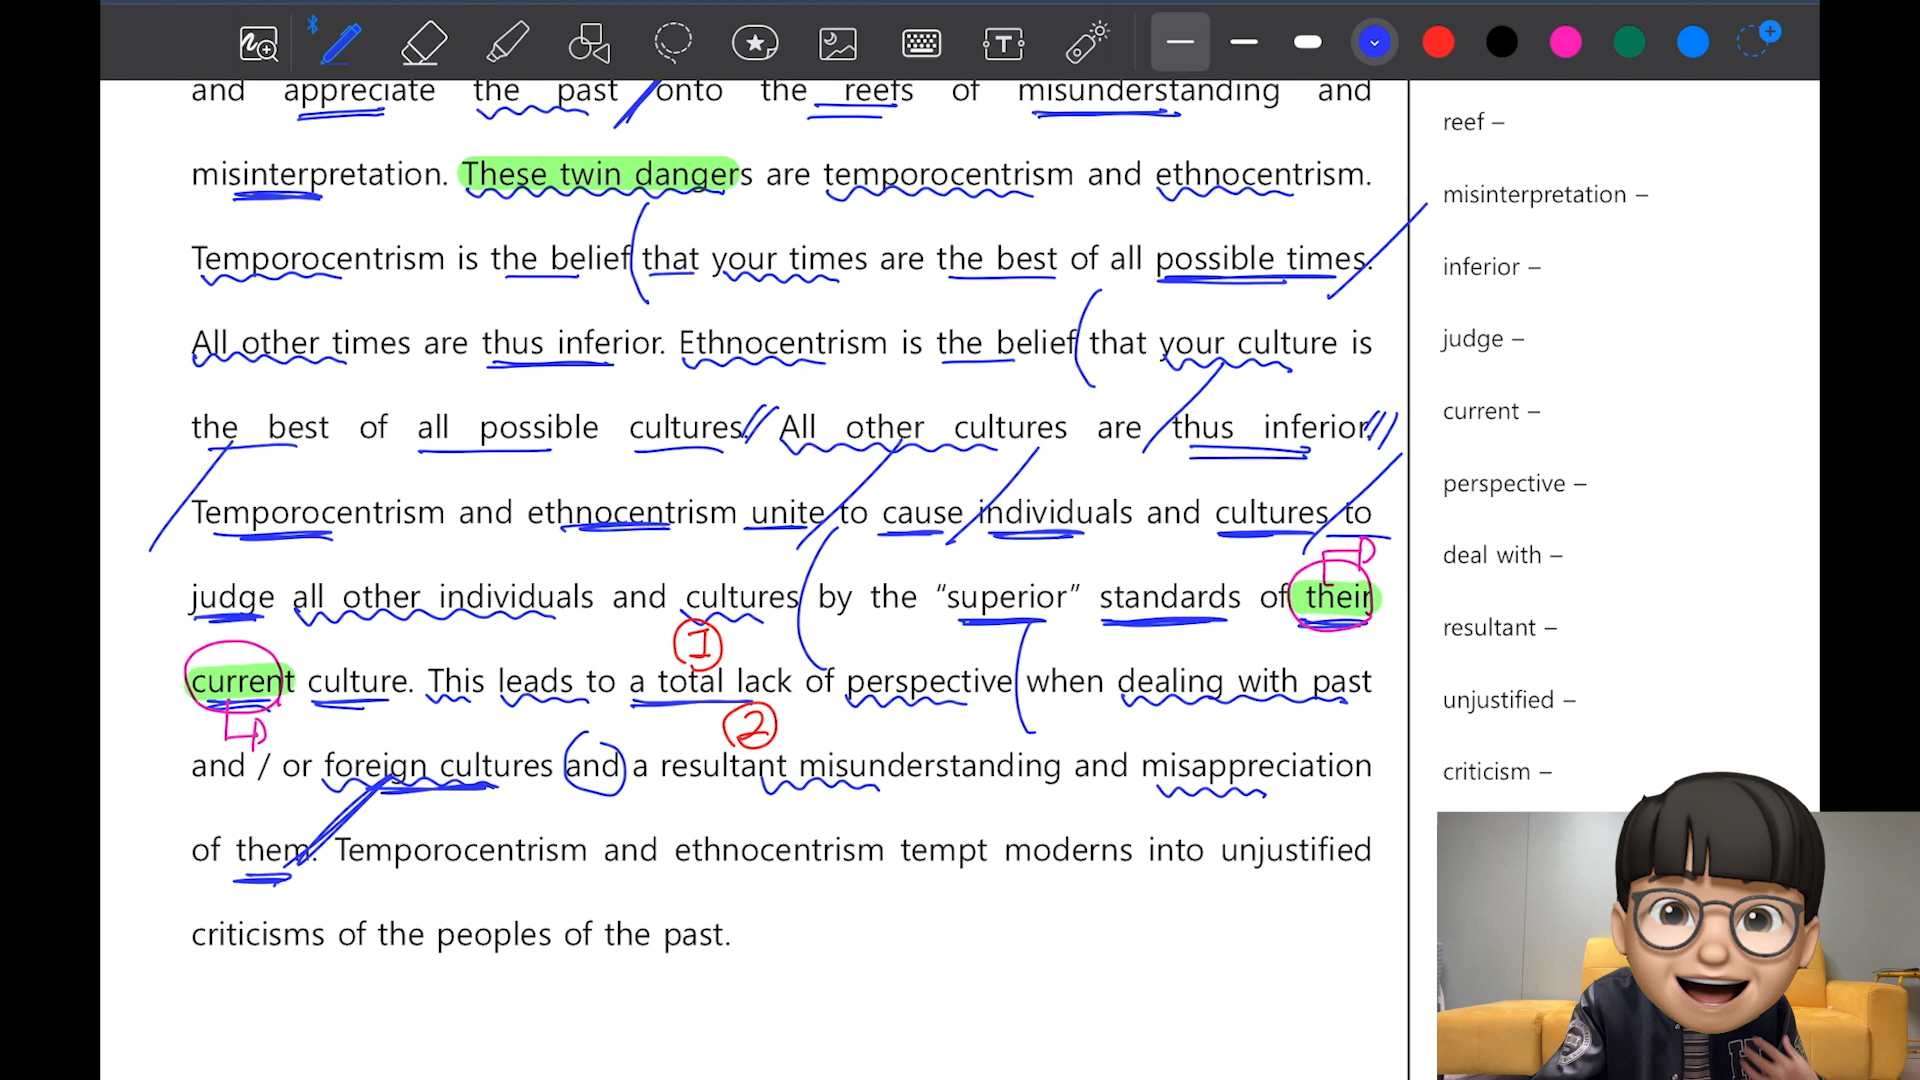 and appreciate the past onto the reefs of misunderstanding and
misinterpretation. These twin dangers are temporocentrism and ethnocentrism.
Temporocentrism is the belief that your times are the best of all possible times.
All other times are thus inferior. Ethnocentrism is the belief that your culture is
the best of all possible cultures. All other cultures are thus inferior.
Temporocentrism and ethnocentrism unite to cause individuals and cultures to
judge all other individuals and cultures by the “superior” standards of their
1
current culture. This leads to a total lack of perspective when dealing with past
2
and / or foreign cultures and a resultant misunderstanding and misappreciation
of them. Temporocentrism and ethnocentrism tempt moderns into unjustified
criticisms of the peoples of the past.
reef –
misinterpretation –
inferior –
judge –
current –
perspective –
deal with –
resultant –
unjustified –
criticism –